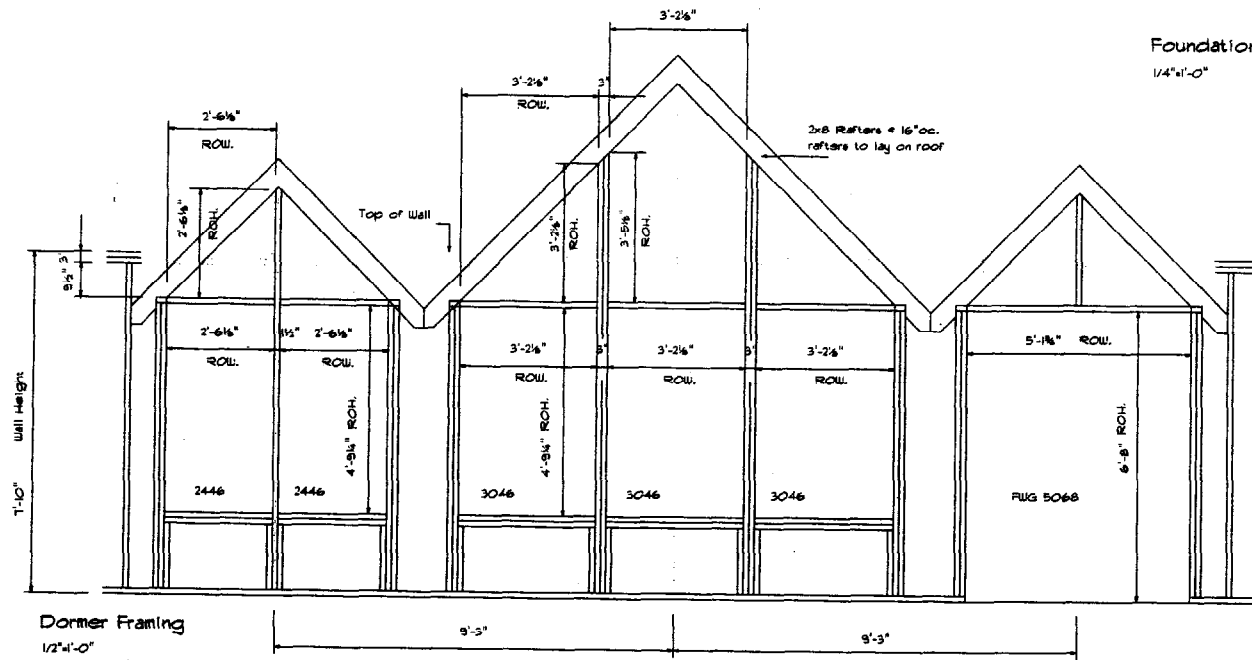 3'-2⅛"
Foundation
1/4"=1'-0"
3'-2⅛"
3"
ROW.
2'-6⅛"
ROW.
2x8 Rafters @ 16"oc.
rafters to lay on roof
2'-6⅛"
ROH.
Top of Wall
3'-2⅛"
ROH.
3'-5⅛"
ROH.
3"
9½"
2'-6⅛"
1½"
2'-6⅛"
ROW.
ROW.
3'-2⅛"
3"
3'-2⅛"
3"
3'-2⅛"
ROW.
ROW.
ROW.
5'-1⅜" ROW.
7'-10" Wall Height
4'-9¼" ROH.
4'-9¼" ROH.
6'-8" ROH.
2446
2446
3046
3046
3046
FWG 5068
Dormer Framing
1/2"=1'-0"
9'-3"
9'-3"